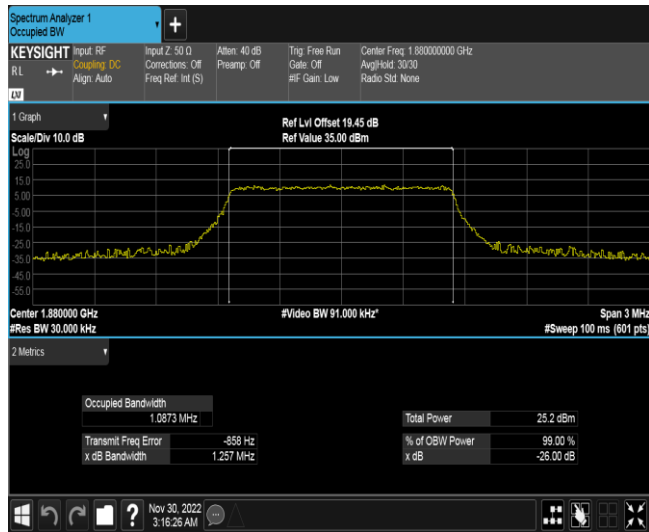 Spectrum Analyzer 1
Occupied BW
+
KEYSIGHT Input: RF Input Z: 50 Ω Atten: 40 dB Trig: Free Run Center Freq: 1.880000000 GHz
RL Coupling: DC Corrections: Off Preamp: Off Gate: Off Avg|Hold: 30/30
Align: Auto Freq Ref: Int (S) #IF Gain: Low Radio Std: None
LXI
1 Graph
Ref Lvl Offset 19.45 dB
Scale/Div 10.0 dB Ref Value 35.00 dBm
Log
25.0
15.0
5.00
-5.00
-15.0
-25.0
-35.0
-45.0
-55.0
Center 1.880000 GHz #Video BW 91.000 kHz* Span 3 MHz
#Res BW 30.000 kHz #Sweep 100 ms (601 pts)
2 Metrics
Occupied Bandwidth
1.0873 MHz Total Power 25.2 dBm
Transmit Freq Error -858 Hz % of OBW Power 99.00 %
x dB Bandwidth 1.257 MHz x dB -26.00 dB
? Nov 30, 2022
3:16:26 AM